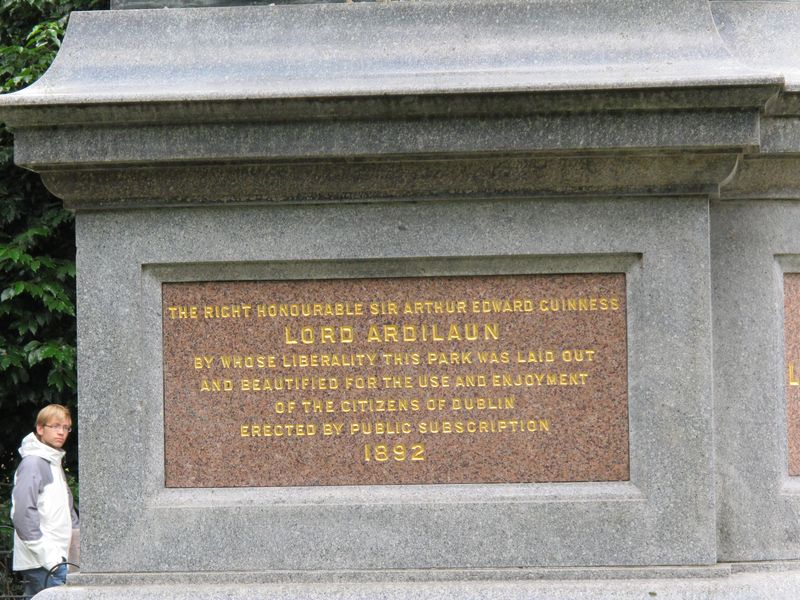 THE RIGHT HONOURABLE SIR ARTHUR EDWARD GUINNESS
LORD ARDILAUN
BY WHOSE LIBERALITY THIS PARK WAS LAID OUT
AND BEAUTIFIED FOR THE USE AND ENJOYMENT
OF THE CITIZENS OF DUBLIN
ERECTED BY PUBLIC SUBSCRIPTION
1892